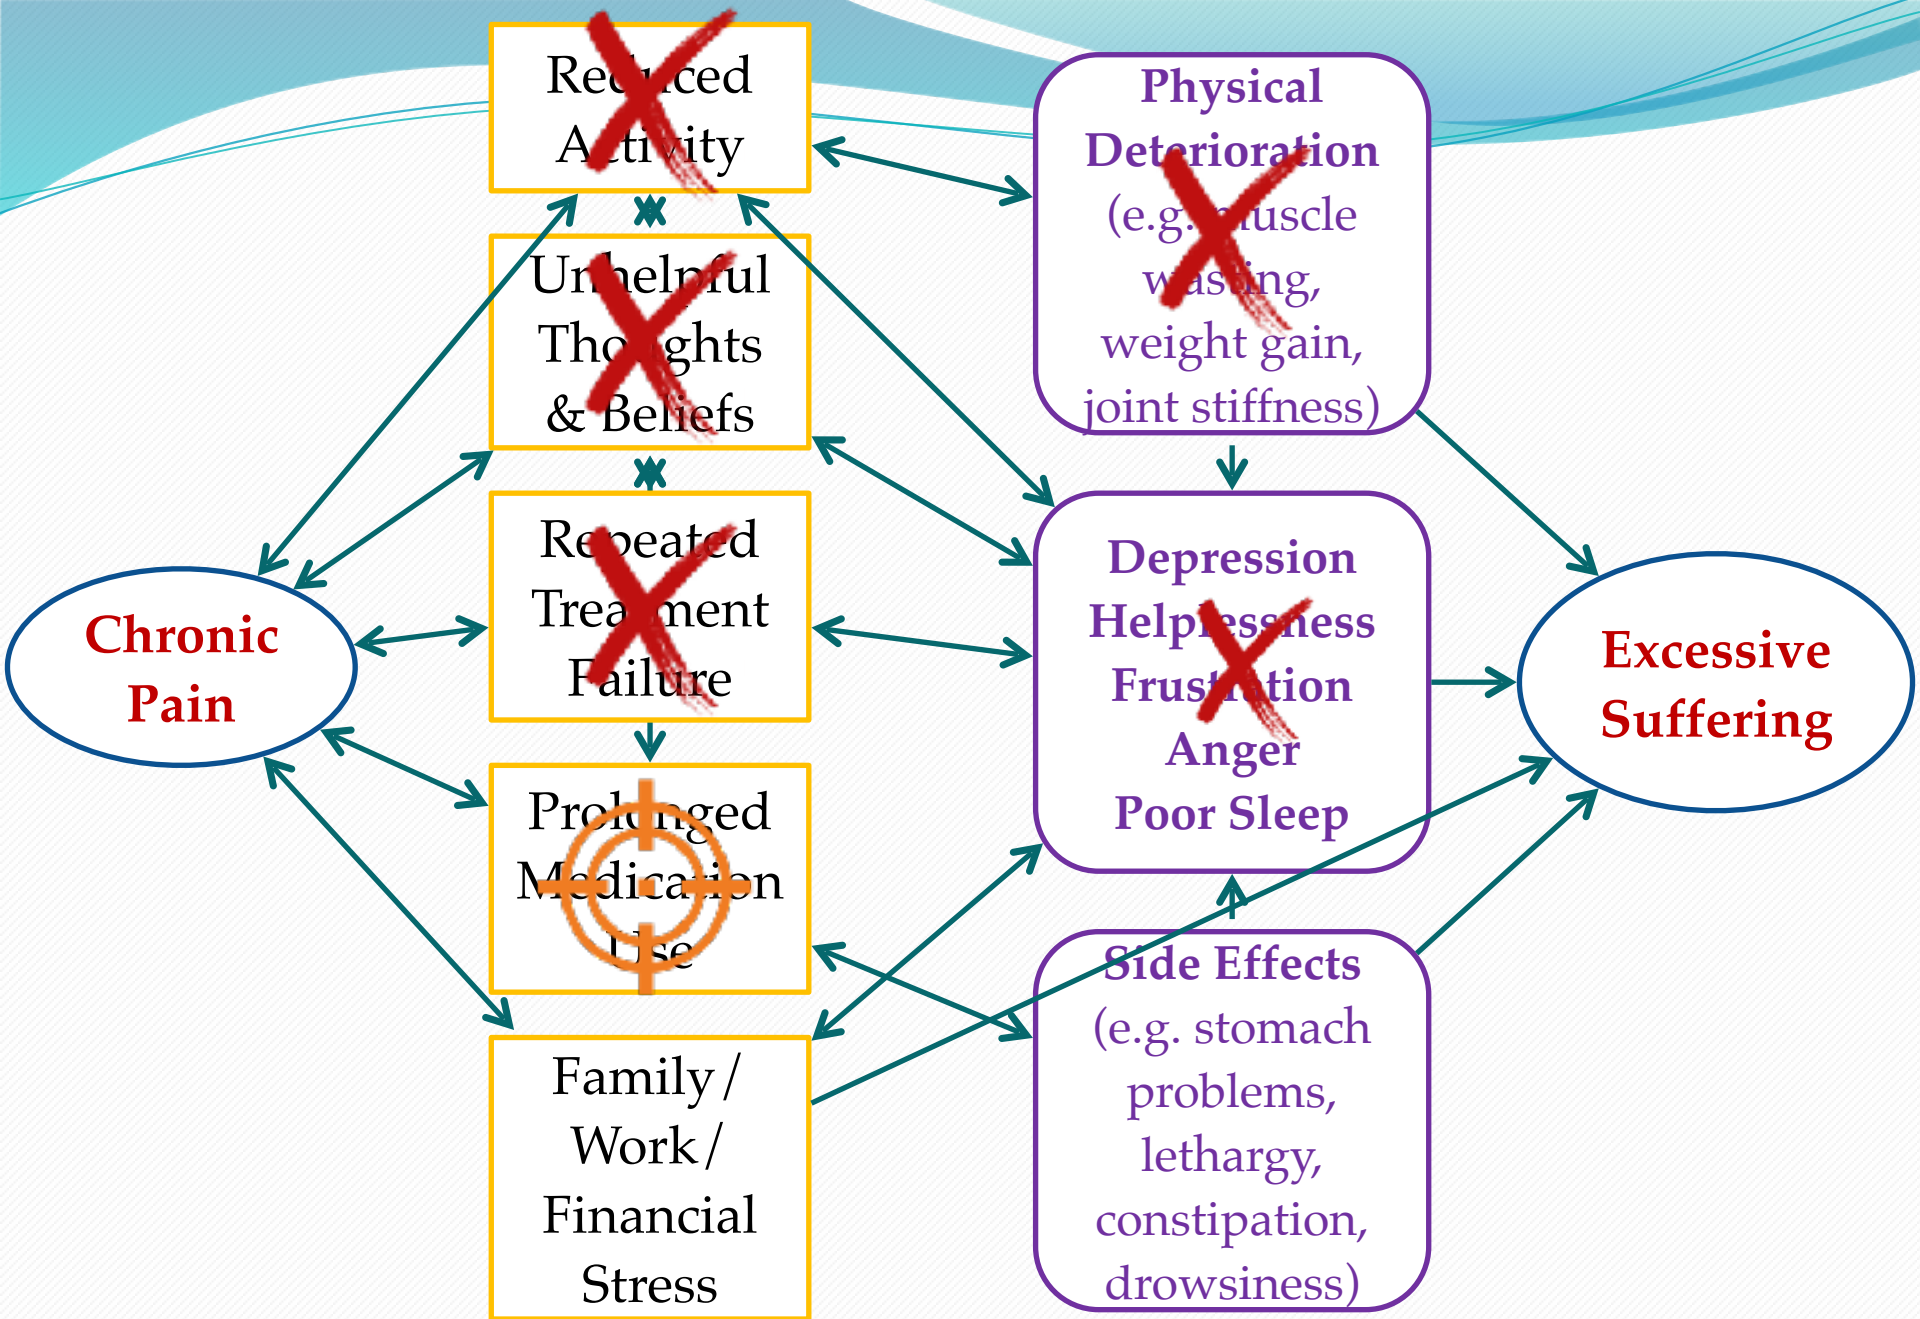 Reduced
Activity
Unhelpful
Thoughts
& Beliefs
Repeated
Treatment
Failure
Prolonged
Medication
Use
Family/
Work/
Financial
Stress
Chronic
Pain
Physical
Deterioration
(e.g. muscle
wasting,
weight gain,
joint stiffness)
Depression
Helplessness
Frustration
Anger
Poor Sleep
Side Effects
(e.g. stomach
problems,
lethargy,
constipation,
drowsiness)
Excessive
Suffering